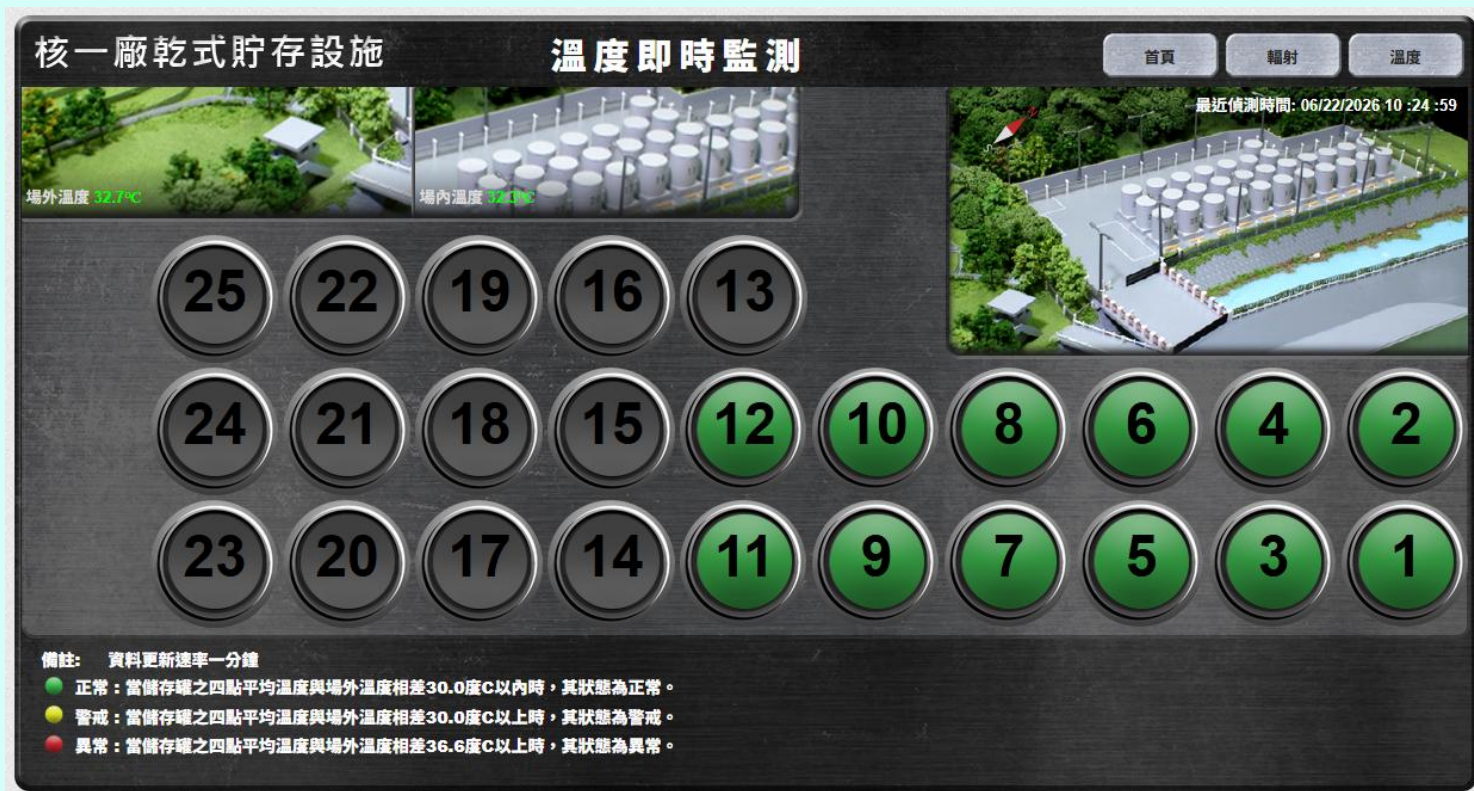 核一廠乾式貯存設施
溫度即時監測
首頁
輻射
溫度
最近偵測時間: 06/22/2026 10 :24 :59
場外溫度 32.7°C
場內溫度 32.3°C
25 22 19 16 13
24 21 18 15 12 10 8 6 4 2
23 20 17 14 11 9 7 5 3 1
備註: 資料更新速率一分鐘
正常：當儲存罐之四點平均溫度與場外溫度相差30.0度C以內時，其狀態為正常。
警戒：當儲存罐之四點平均溫度與場外溫度相差30.0度C以上時，其狀態為警戒。
異常：當儲存罐之四點平均溫度與場外溫度相差36.6度C以上時，其狀態為異常。